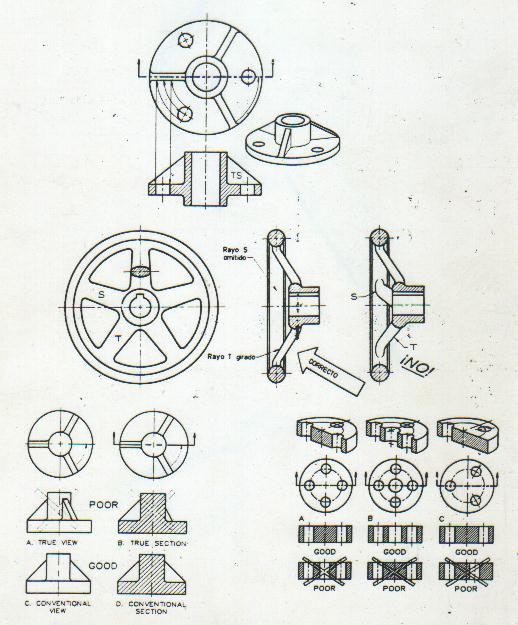 TS
Rayo S
omitido
S
T
Rayo T girado
CORRECTO
S
T
¡NO!
POOR
A. TRUE VIEW
B. TRUE SECTION
GOOD
C. CONVENTIONAL
VIEW
D. CONVENTIONAL
SECTION
A
B
C
GOOD
GOOD
GOOD
POOR
POOR
POOR